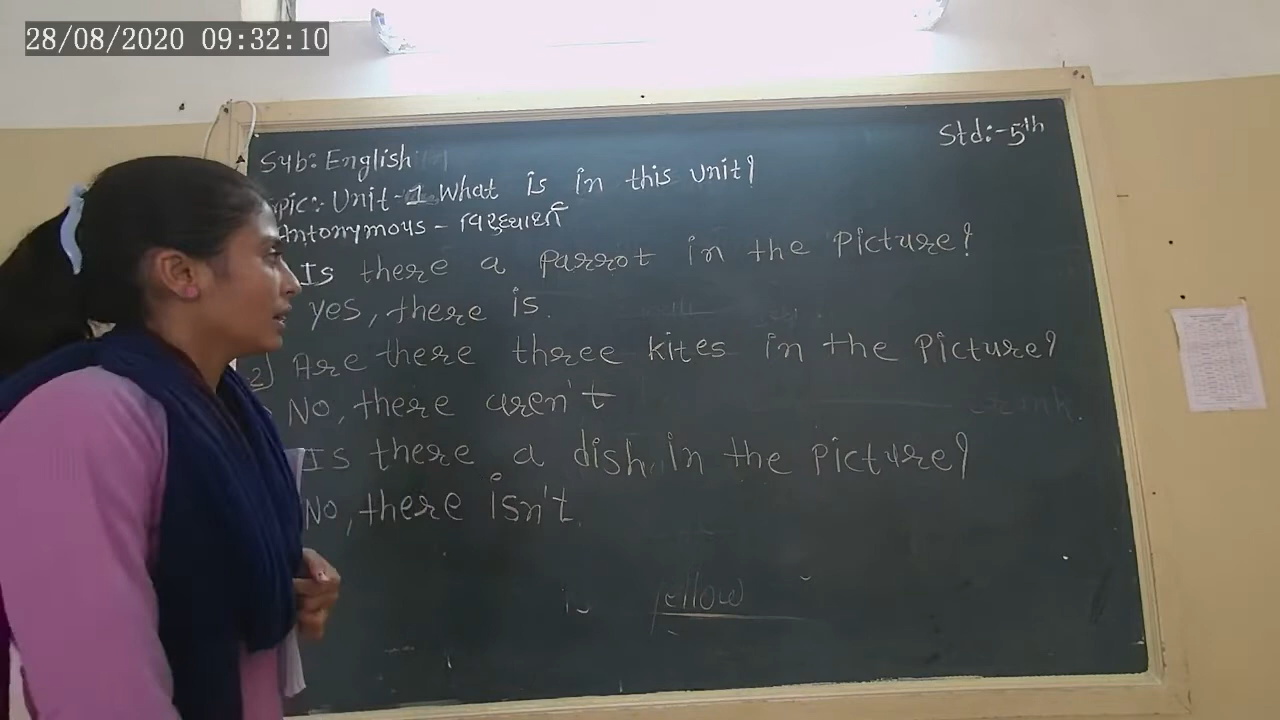 28/08/2020 09:32:10
Std:-5th
Sub: English
pic:- Unit-1 What is in this unit?
Antonymous - વિરુદ્ધાર્થી
Is there a parrot in the picture?
yes, there is.
2) Are there three kites in the picture?
No, there aren't
Is there a dish in the picture?
No, there isn't.
yellow